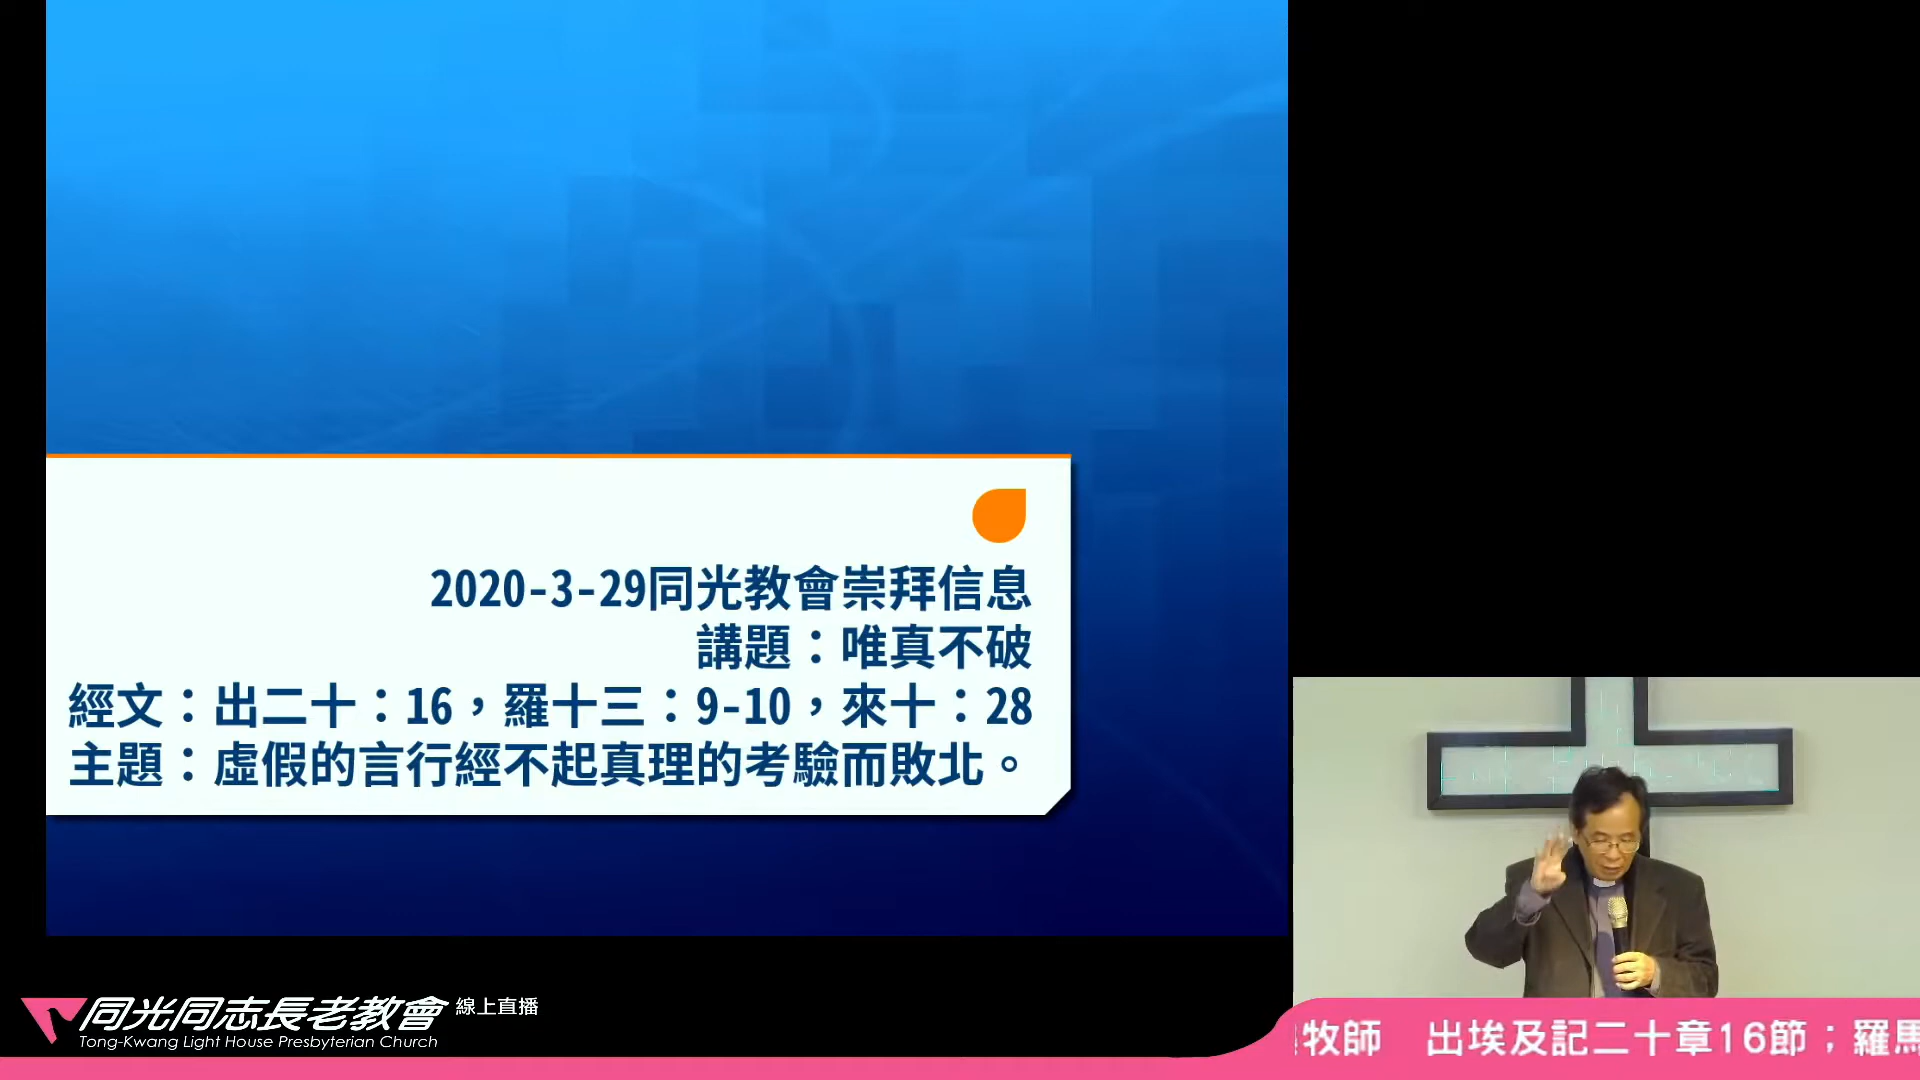 2020-3-29同光教會崇拜信息
講題：唯真不破
經文：出二十：16，羅十三：9-10，來十：28
主題：虛假的言行經不起真理的考驗而敗北。
同光同志長老教會 線上直播
Tong-Kwang Light House Presbyterian Church
牧師 出埃及記二十章16節；羅馬